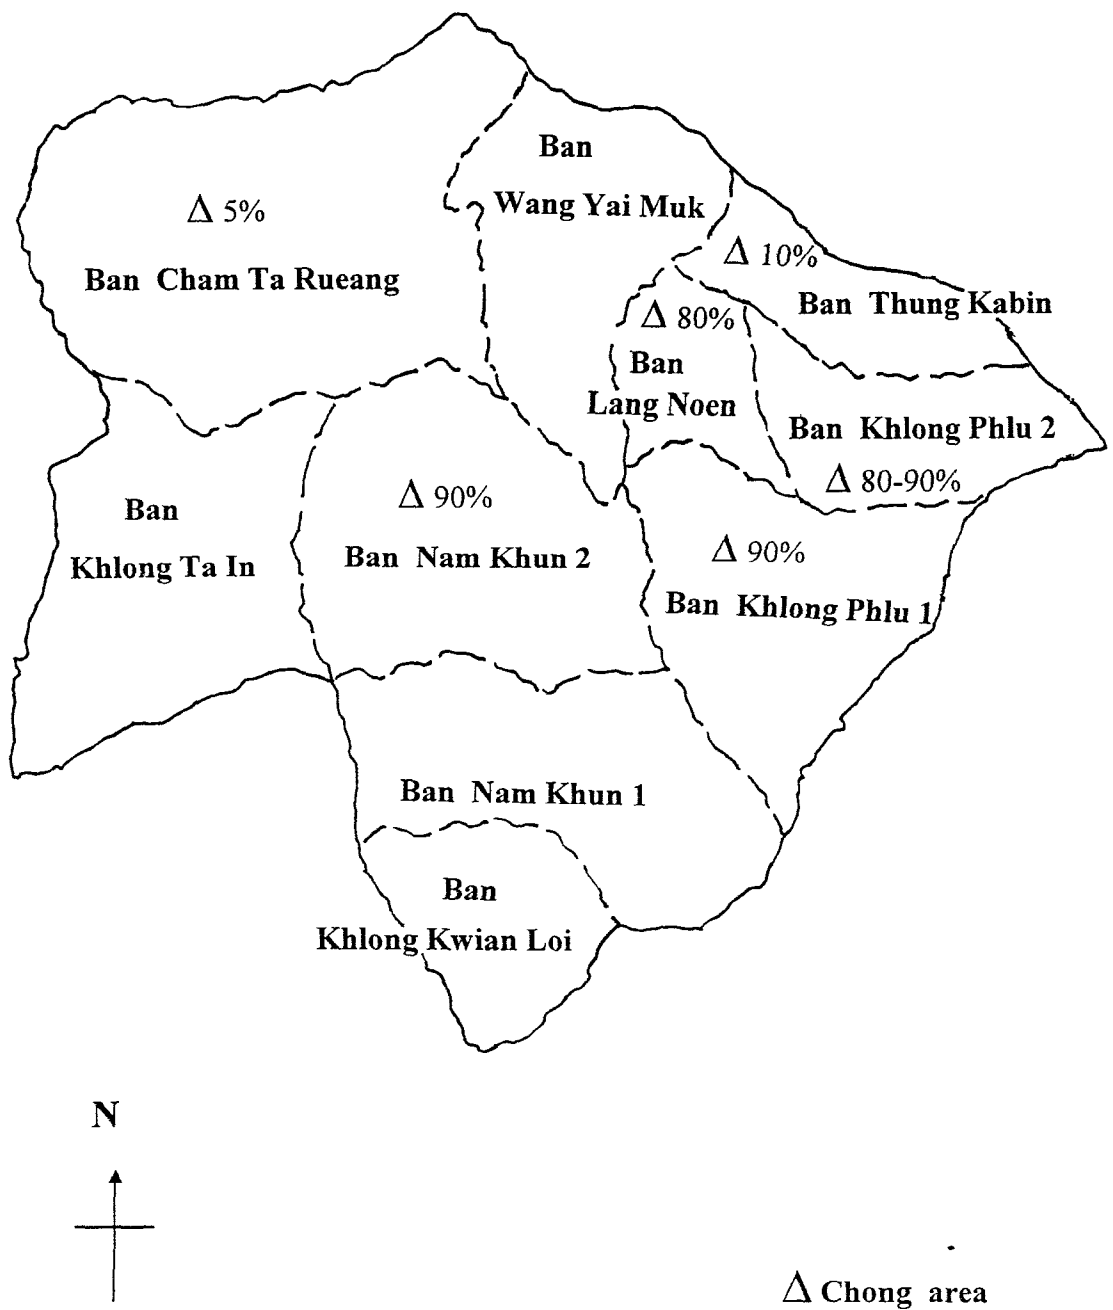 Ban
Wang Yai Muk
Δ 5%
Ban Cham Ta Rueang
Δ 10%
Ban Thung Kabin
Δ 80%
Ban
Lang Noen
Ban Khlong Phlu 2
Δ 80-90%
Ban
Khlong Ta In
Δ 90%
Ban Nam Khun 2
Δ 90%
Ban Khlong Phlu 1
Ban Nam Khun 1
Ban
Khlong Kwian Loi
N
Δ Chong area